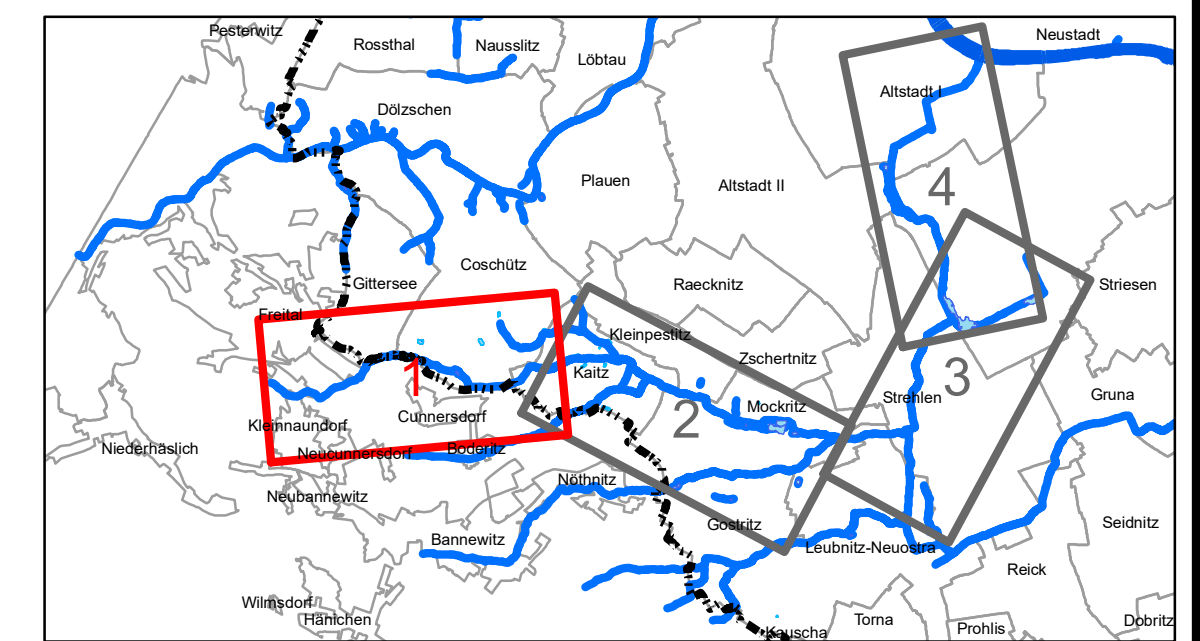 Pesterwitz
Rossthal
Nausslitz
Löbtau
Neustadt
Altstadt I
Dölzschen
Plauen
Altstadt II
4
Coschütz
Gittersee
Raecknitz
Striesen
Freital
Kleinpestitz
Zschertnitz
Kaitz
1
3
Strehlen
Gruna
Mockritz
2
Cunnersdorf
Kleinnaundorf
Niederhäslich
Neucunnersdorf
Boderitz
Nöthnitz
Neubannewitz
Gostritz
Seidnitz
Bannewitz
Leubnitz-Neuostra
Reick
Wilmsdorf
Hänichen
Torna
Prohlis
Dobritz
Kauscha